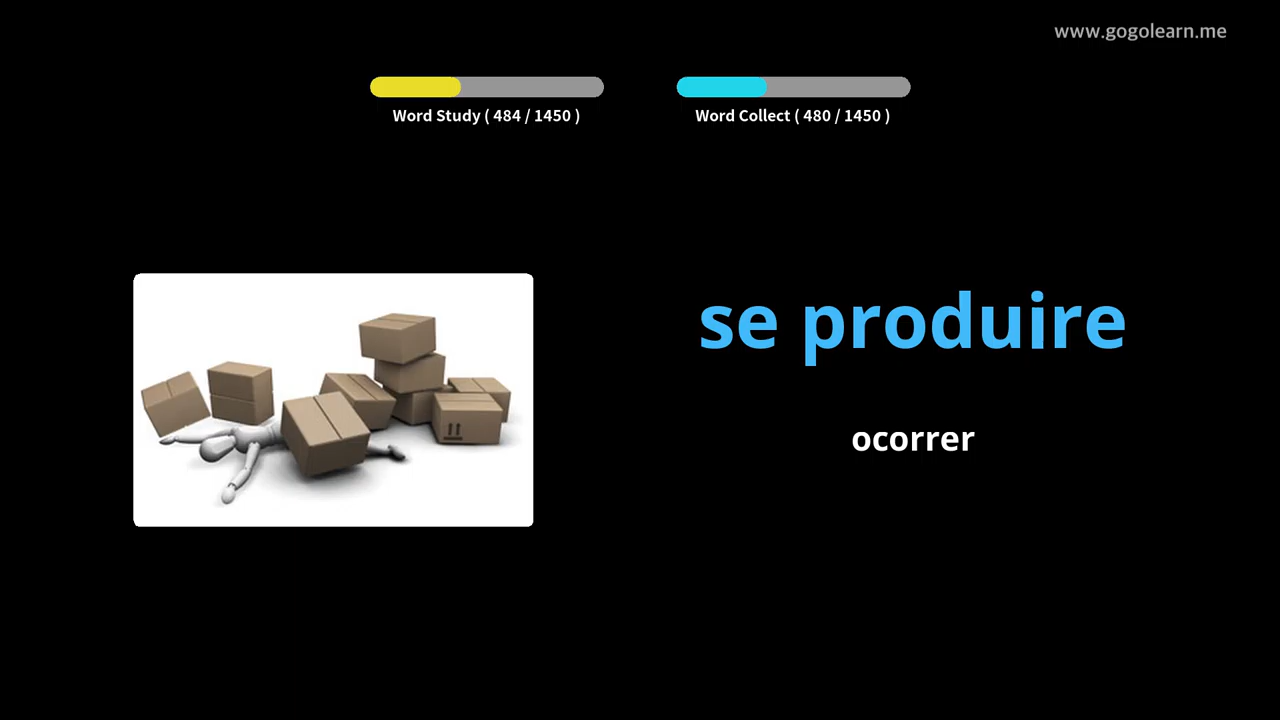 www.gogolearn.me
Word Study ( 484 / 1450 )
Word Collect ( 480 / 1450 )
se produire
ocorrer